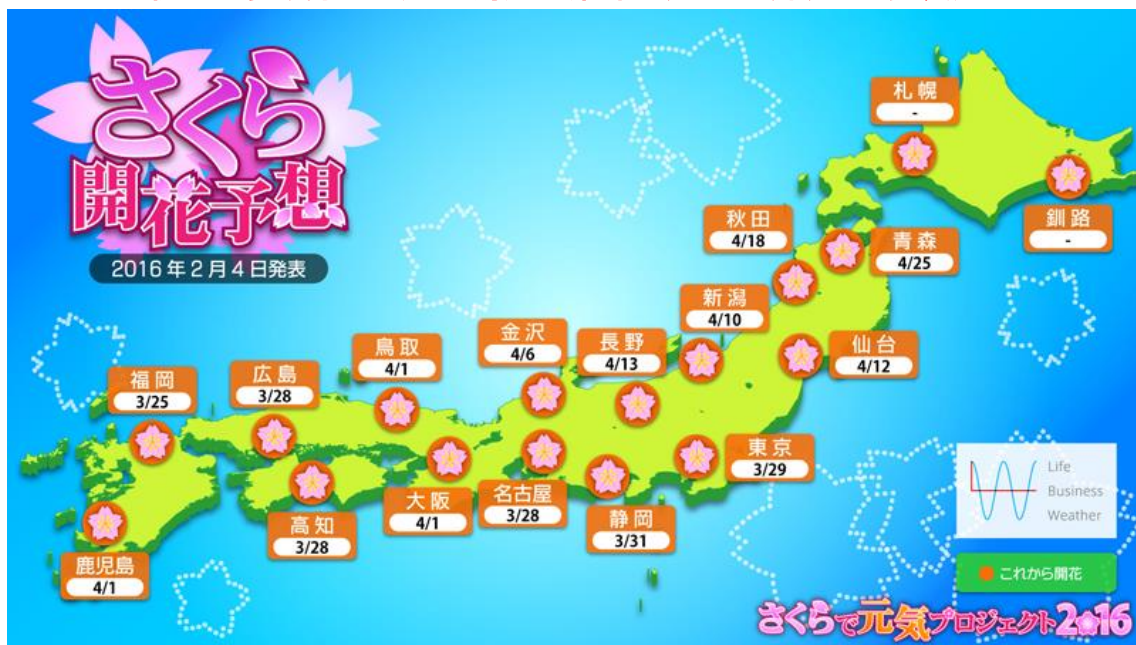 さくら
開花予想
2016年2月4日発表
札幌
-
釧路
-
秋田
4/18
青森
4/25
新潟
4/10
仙台
4/12
金沢
4/6
長野
4/13
鳥取
4/1
広島
3/28
福岡
3/25
東京
3/29
静岡
3/31
名古屋
3/28
大阪
4/1
高知
3/28
鹿児島
4/1
Life
Business
Weather
これから開花
さくらで元気プロジェクト2016